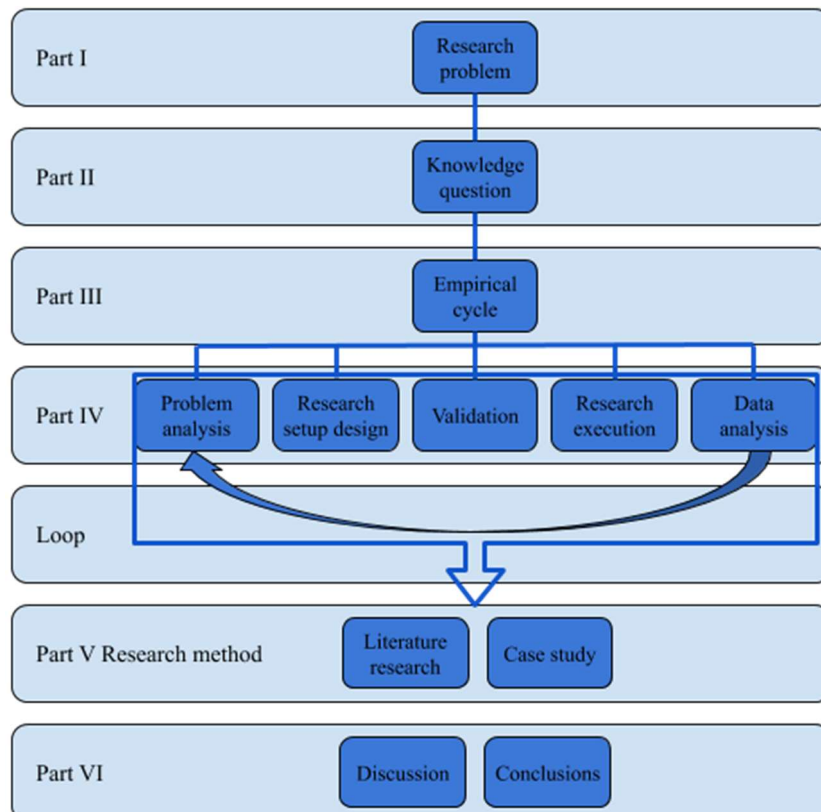 Part I
Research
problem
Part II
Knowledge
question
Part III
Empirical
cycle
Part IV
Problem
analysis
Research
setup design
Validation
Research
execution
Data
analysis
Loop
Part V Research method
Literature
research
Case study
Part VI
Discussion
Conclusions